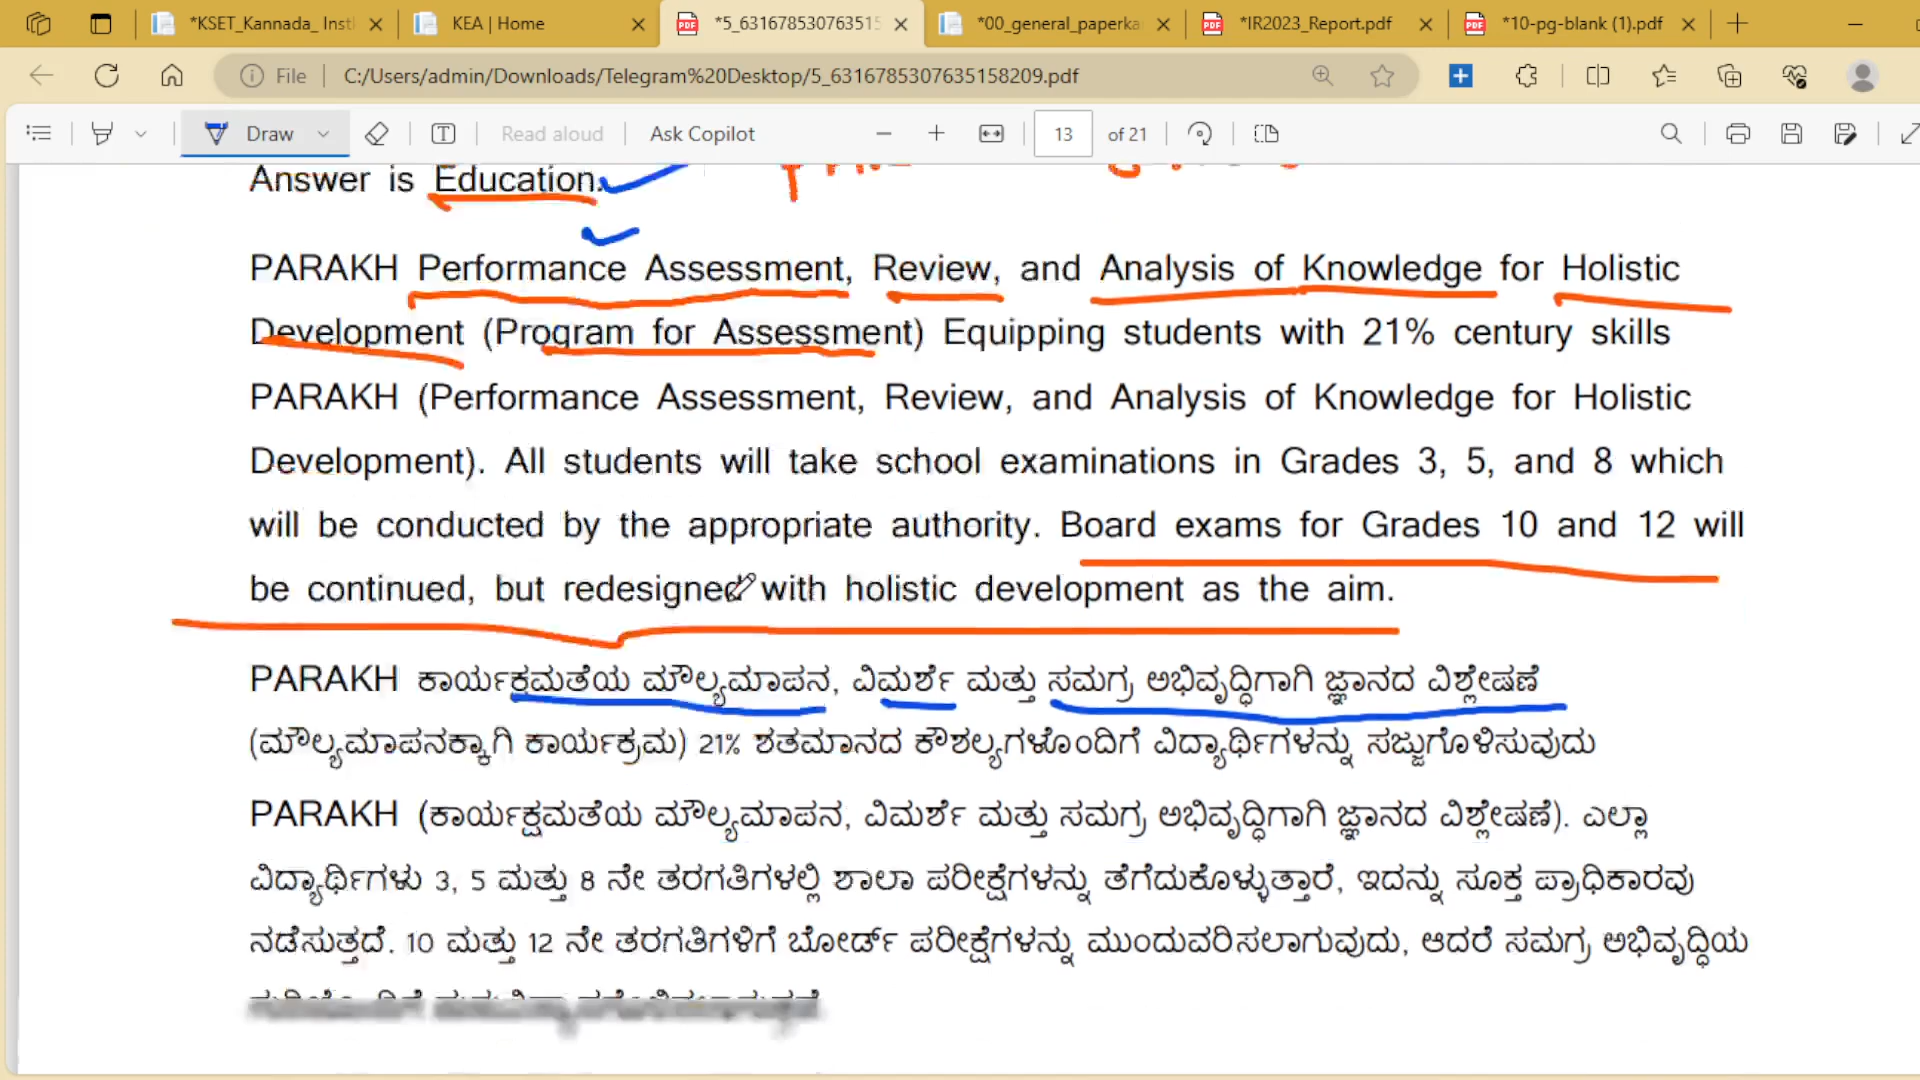 *KSET_Kannada_ Insti
KEA | Home
*5_631678530763515
*00_general_paperka
*IR2023_Report.pdf
*10-pg-blank (1).pdf
File
C:/Users/admin/Downloads/Telegram%20Desktop/5_6316785307635158209.pdf
Draw
Read aloud
Ask Copilot
13
of 21
Answer is Education.
PARAKH Performance Assessment, Review, and Analysis of Knowledge for Holistic
Development (Program for Assessment) Equipping students with 21% century skills
PARAKH (Performance Assessment, Review, and Analysis of Knowledge for Holistic
Development). All students will take school examinations in Grades 3, 5, and 8 which
will be conducted by the appropriate authority. Board exams for Grades 10 and 12 will
be continued, but redesigned with holistic development as the aim.
PARAKH ಕಾರ್ಯಕ್ಷಮತೆಯ ಮೌಲ್ಯಮಾಪನ, ವಿಮರ್ಶೆ ಮತ್ತು ಸಮಗ್ರ ಅಭಿವೃದ್ಧಿಗಾಗಿ ಜ್ಞಾನದ ವಿಶ್ಲೇಷಣೆ
(ಮೌಲ್ಯಮಾಪನಕ್ಕಾಗಿ ಕಾರ್ಯಕ್ರಮ) 21% ಶತಮಾನದ ಕೌಶಲ್ಯಗಳೊಂದಿಗೆ ವಿದ್ಯಾರ್ಥಿಗಳನ್ನು ಸಜ್ಜುಗೊಳಿಸುವುದು
PARAKH (ಕಾರ್ಯಕ್ಷಮತೆಯ ಮೌಲ್ಯಮಾಪನ, ವಿಮರ್ಶೆ ಮತ್ತು ಸಮಗ್ರ ಅಭಿವೃದ್ಧಿಗಾಗಿ ಜ್ಞಾನದ ವಿಶ್ಲೇಷಣೆ). ಎಲ್ಲಾ
ವಿದ್ಯಾರ್ಥಿಗಳು 3, 5 ಮತ್ತು 8 ನೇ ತರಗತಿಗಳಲ್ಲಿ ಶಾಲಾ ಪರೀಕ್ಷೆಗಳನ್ನು ತೆಗೆದುಕೊಳ್ಳುತ್ತಾರೆ, ಇದನ್ನು ಸೂಕ್ತ ಪ್ರಾಧಿಕಾರವು
ನಡೆಸುತ್ತದೆ. 10 ಮತ್ತು 12 ನೇ ತರಗತಿಗಳಿಗೆ ಬೋರ್ಡ್ ಪರೀಕ್ಷೆಗಳನ್ನು ಮುಂದುವರಿಸಲಾಗುವುದು, ಆದರೆ ಸಮಗ್ರ ಅಭಿವೃದ್ಧಿಯ